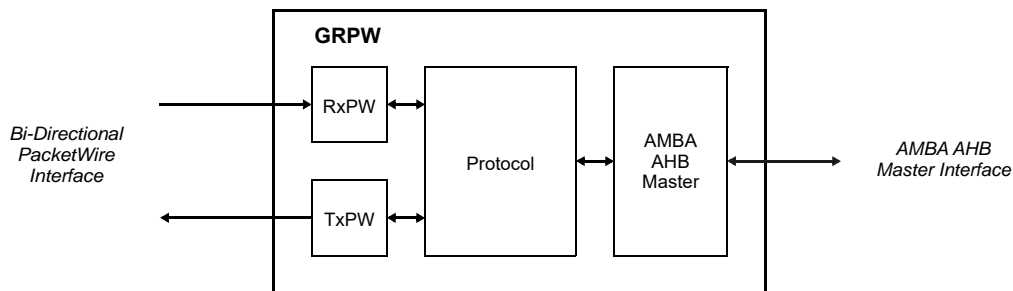 GRPW
Bi-Directional
PacketWire
Interface
RxPW
TxPW
Protocol
AMBA
AHB
Master
AMBA AHB
Master Interface